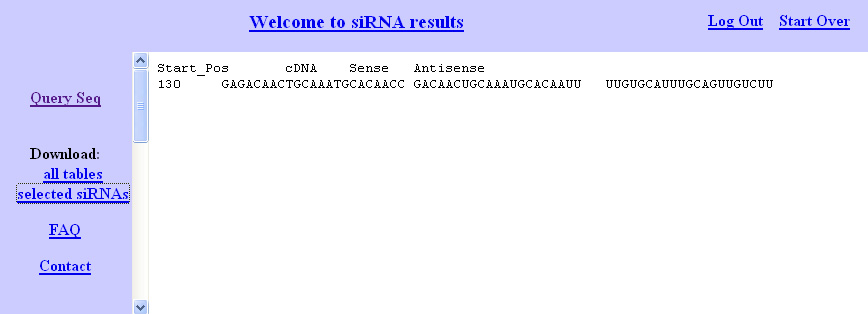 Welcome to siRNA results
Log Out Start Over
Start_Pos cDNA Sense Antisense
130 GAGACAACTGCAAATGCACAACC GACAACUGCAAAUGCACAAUU UUGUGCAUUUGCAGUUGUCUU
Query Seq
Download:
all tables
selected siRNAs
FAQ
Contact